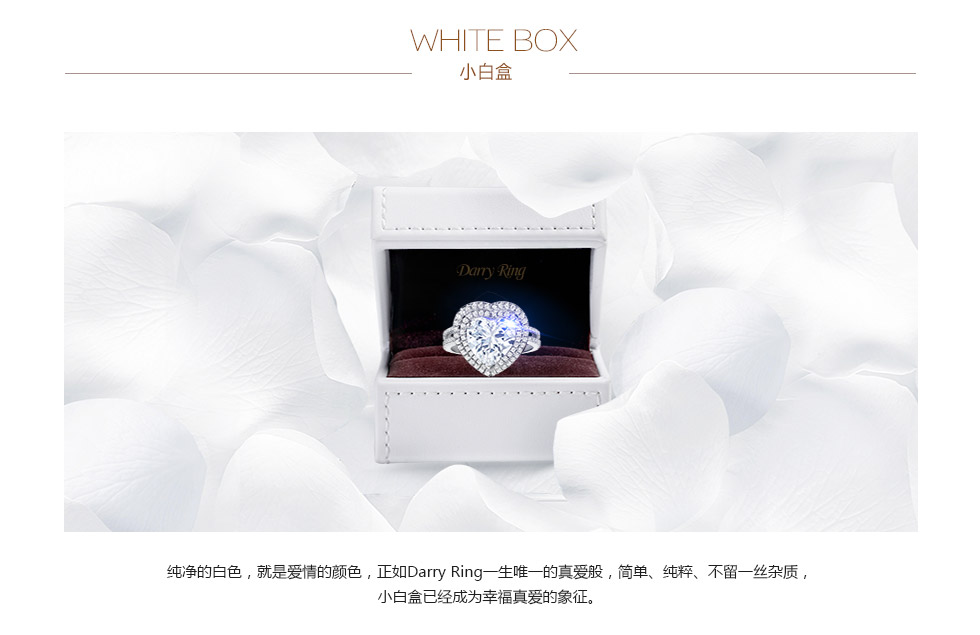 WHITE BOX
小白盒
Darry Ring
纯净的白色，就是爱情的颜色，正如Darry Ring一生唯一的真爱般，简单、纯粹、不留一丝杂质，
小白盒已经成为幸福真爱的象征。